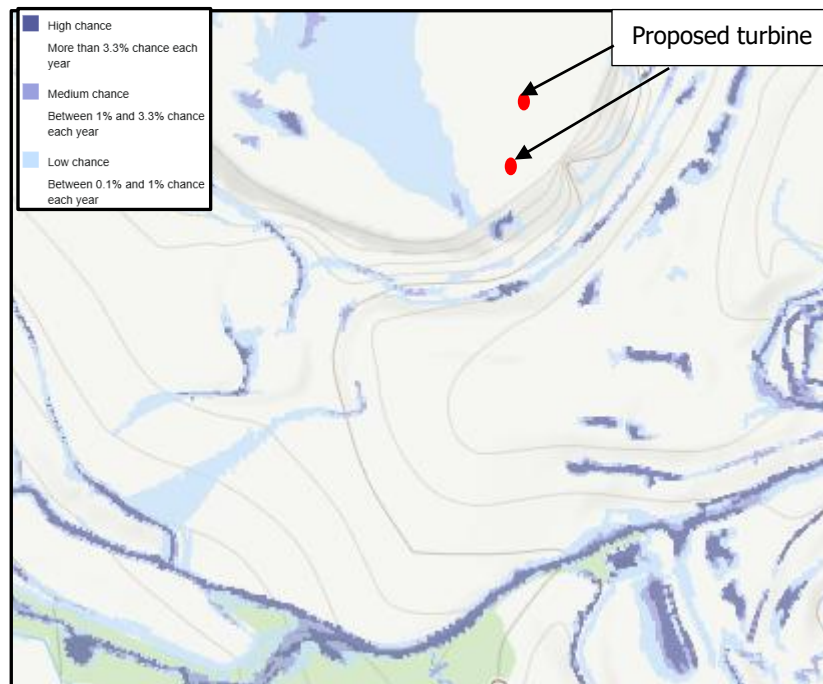 High chance
More than 3.3% chance each
year
Medium chance
Between 1% and 3.3% chance
each year
Low chance
Between 0.1% and 1% chance
each year
Proposed turbine